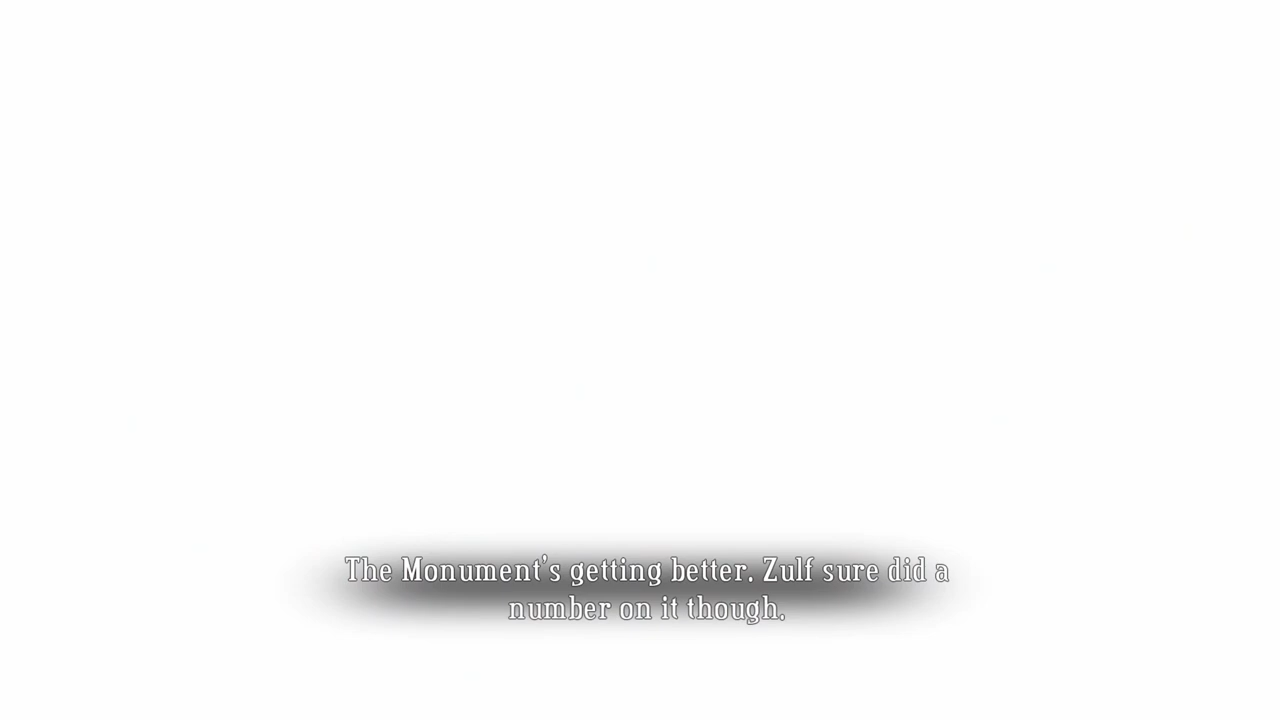 The Monument's getting better. Zulf sure did a
number on it though.